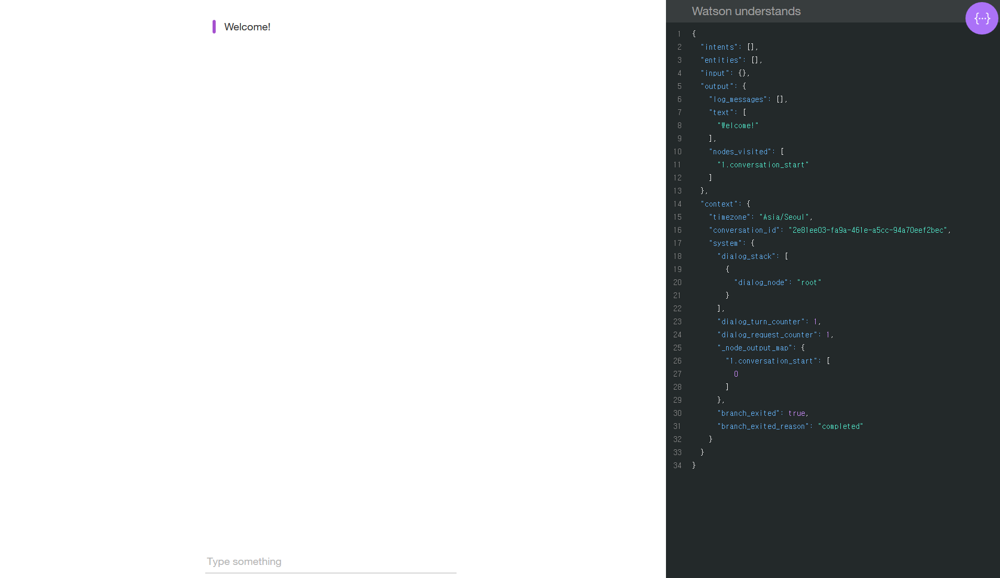 Welcome!
Type something
Watson understands
{...}
1 {
2 "intents": [],
3 "entities": [],
4 "input": {},
5 "output": {
6 "log_messages": [],
7 "text": [
8 "Welcome!"
9 ],
10 "nodes_visited": [
11 "1.conversation_start"
12 ]
13 },
14 "context": {
15 "timezone": "Asia/Seoul",
16 "conversation_id": "2e81ee03-fa9a-461e-a5cc-94a70eef2bec",
17 "system": {
18 "dialog_stack": [
19 {
20 "dialog_node": "root"
21 }
22 ],
23 "dialog_turn_counter": 1,
24 "dialog_request_counter": 1,
25 "_node_output_map": {
26 "1.conversation_start": [
27 0
28 ]
29 },
30 "branch_exited": true,
31 "branch_exited_reason": "completed"
32 }
33 }
34 }